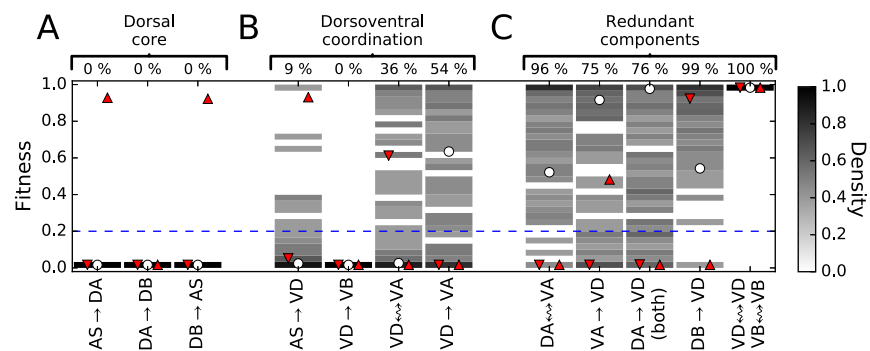 A
Dorsal
core
B
Dorsoventral
coordination
C
Redundant
components
0 % 0 % 0 %
9 % 0 % 36 % 54 %
96 % 75 % 76 % 99 % 100 %
Fitness
1.0
0.8
0.6
0.4
0.2
0.0
AS → DA
DA → DB
DB → AS
AS → VD
VD → VB
VD↭VA
VD → VA
DA↭VA
VA → VD
DA → VD
(both)
DB → VD
VD↭VD
VB↭VB
1.0
0.8
0.6
0.4
0.2
0.0
Density